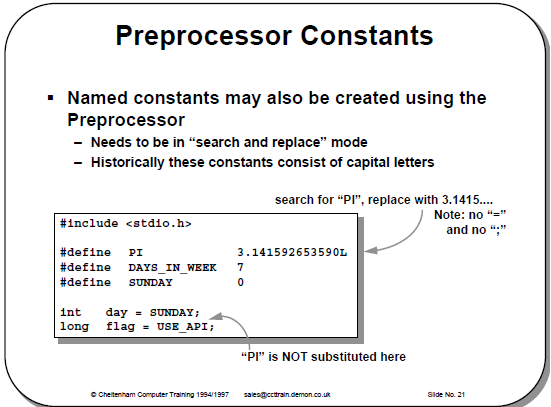 Preprocessor Constants
▪ Named constants may also be created using the
Preprocessor
– Needs to be in “search and replace” mode
– Historically these constants consist of capital letters
search for “PI”, replace with 3.1415....
Note: no “=”
and no “;”
#include <stdio.h>
#define PI 3.141592653590L
#define DAYS_IN_WEEK 7
#define SUNDAY 0
int day = SUNDAY;
long flag = USE_API;
“PI” is NOT substituted here
© Cheltenham Computer Training 1994/1997 sales@ccttrain.demon.co.uk Slide No. 21